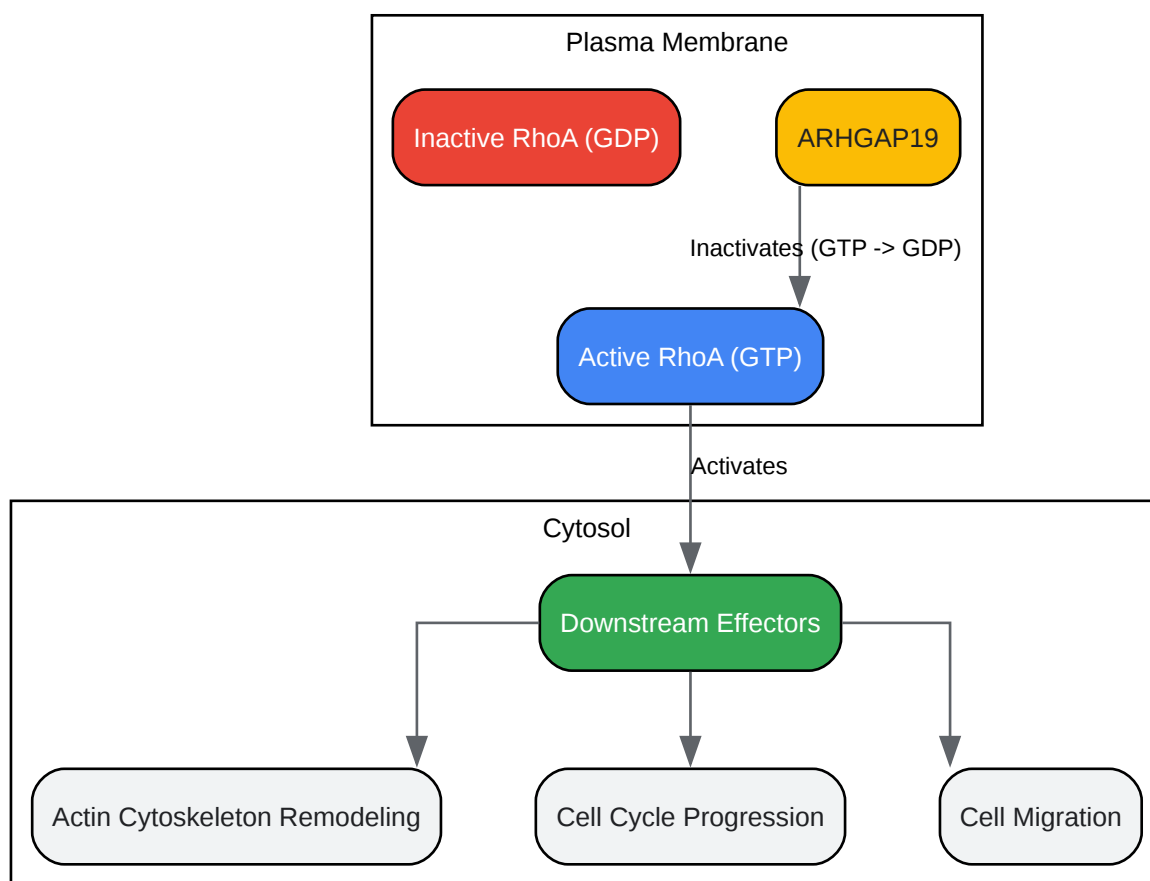 Plasma Membrane
Inactive RhoA (GDP)
ARHGAP19
Inactivates (GTP -> GDP)
Active RhoA (GTP)
Activates
Cytosol
Downstream Effectors
Actin Cytoskeleton Remodeling
Cell Cycle Progression
Cell Migration